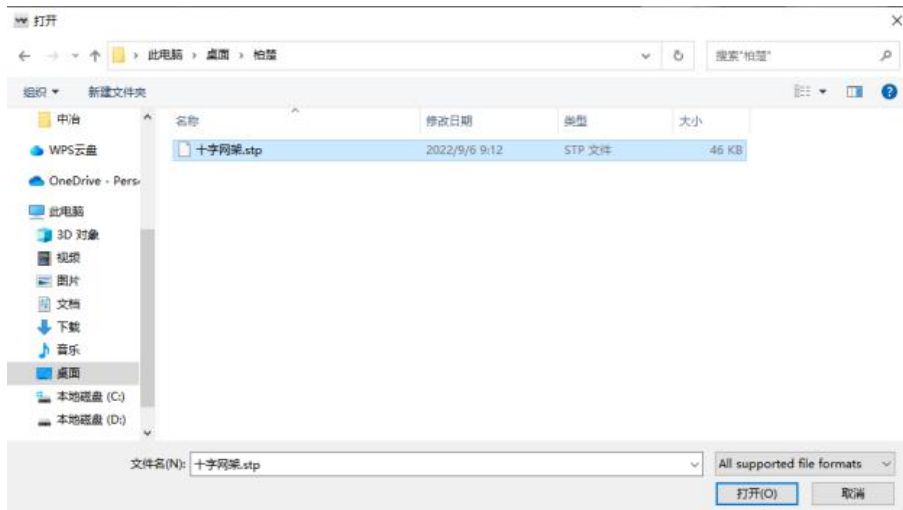 打开
此电脑 › 桌面 › 柏楚
搜索"柏楚"
组织 新建文件夹
中冶
WPS云盘
OneDrive - Pers
此电脑
3D 对象
视频
图片
文档
下载
音乐
桌面
本地磁盘 (C:)
本地磁盘 (D:)
名称 修改日期 类型 大小
十字网架.stp 2022/9/6 9:12 STP 文件 46 KB
文件名(N): 十字网架.stp All supported file formats
打开(O) 取消